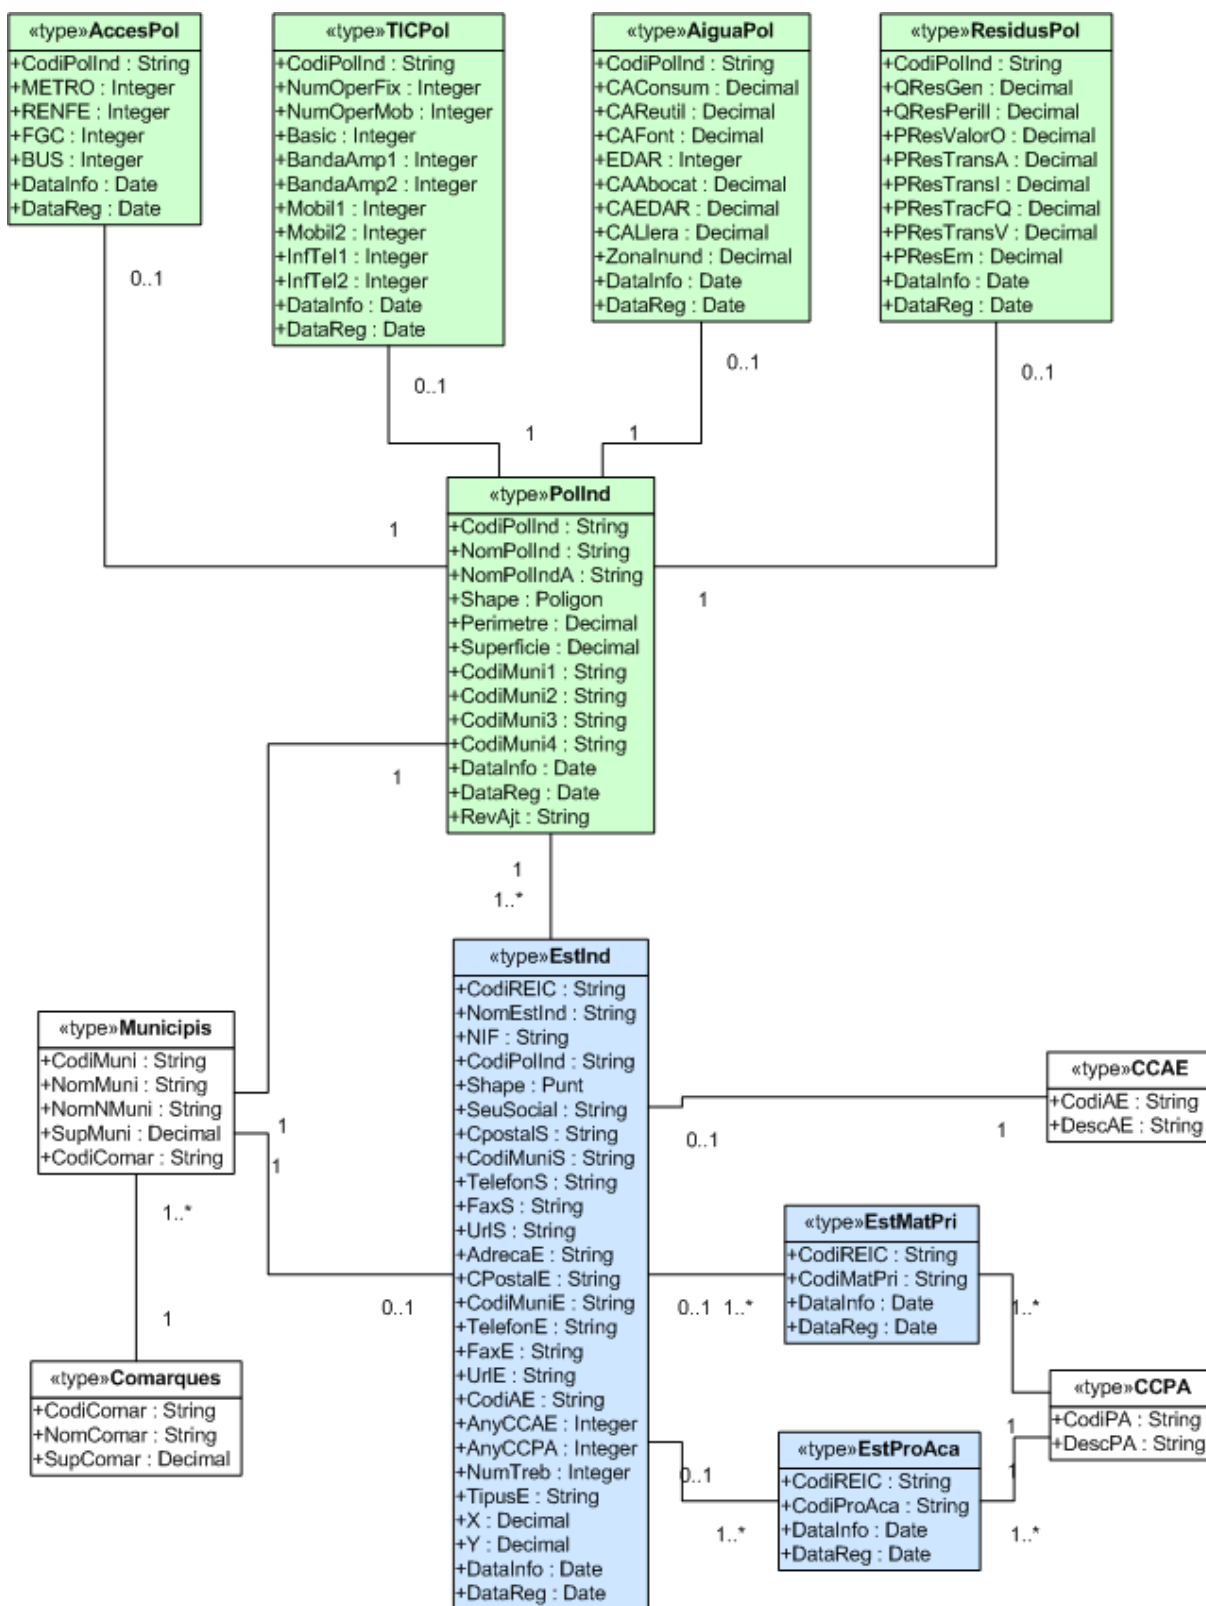 «type»AccesPol
+CodiPolInd : String
+METRO : Integer
+RENFE : Integer
+FGC : Integer
+BUS : Integer
+DataInfo : Date
+DataReg : Date
«type»TICPol
+CodiPolInd : String
+NumOperFix : Integer
+NumOperMob : Integer
+Basic : Integer
+BandaAmp1 : Integer
+BandaAmp2 : Integer
+Mobil1 : Integer
+Mobil2 : Integer
+InfTel1 : Integer
+InfTel2 : Integer
+DataInfo : Date
+DataReg : Date
«type»AiguaPol
+CodiPolInd : String
+CAConsum : Decimal
+CAReutil : Decimal
+CAFont : Decimal
+EDAR : Integer
+CAAbocat : Decimal
+CAEDAR : Decimal
+CALlera : Decimal
+ZonaInund : Decimal
+DataInfo : Date
+DataReg : Date
«type»ResidusPol
+CodiPolInd : String
+QResGen : Decimal
+QResPerill : Decimal
+PResValorO : Decimal
+PResTransA : Decimal
+PResTransI : Decimal
+PResTracFQ : Decimal
+PResTransV : Decimal
+PResEm : Decimal
+DataInfo : Date
+DataReg : Date
0..1
0..1
0..1
0..1
1
1
1
1
«type»PolInd
+CodiPolInd : String
+NomPolInd : String
+NomPolIndA : String
+Shape : Poligon
+Perimetre : Decimal
+Superficie : Decimal
+CodiMuni1 : String
+CodiMuni2 : String
+CodiMuni3 : String
+CodiMuni4 : String
+DataInfo : Date
+DataReg : Date
+RevAjt : String
1
1
1..*
«type»EstInd
+CodiREIC : String
+NomEstInd : String
+NIF : String
+CodiPolInd : String
+Shape : Punt
+SeuSocial : String
+CpostalS : String
+CodiMuniS : String
+TelefonS : String
+FaxS : String
+UrlS : String
+AdrecaE : String
+CPostalE : String
+CodiMuniE : String
+TelefonE : String
+FaxE : String
+UrlE : String
+CodiAE : String
+AnyCCAE : Integer
+AnyCCPA : Integer
+NumTreb : Integer
+TipusE : String
+X : Decimal
+Y : Decimal
+DataInfo : Date
+DataReg : Date
«type»Municipis
+CodiMuni : String
+NomMuni : String
+NomNMuni : String
+SupMuni : Decimal
+CodiComar : String
1
1
1..*
0..1
1
«type»Comarques
+CodiComar : String
+NomComar : String
+SupComar : Decimal
«type»CCAE
+CodiAE : String
+DescAE : String
0..1
1
«type»EstMatPri
+CodiREIC : String
+CodiMatPri : String
+DataInfo : Date
+DataReg : Date
0..1
1..*
1..*
«type»CCPA
+CodiPA : String
+DescPA : String
1
1
«type»EstProAca
+CodiREIC : String
+CodiProAca : String
+DataInfo : Date
+DataReg : Date
0..1
1..*
1..*